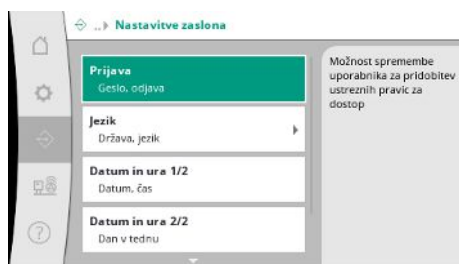 ..▸ Nastavitve zaslona
Prijava
Geslo, odjava
Jezik
Država, jezik
Datum in ura 1/2
Datum, čas
Datum in ura 2/2
Dan v tednu
Možnost spremembe
uporabnika za pridobitev
ustreznih pravic za
dostop
?